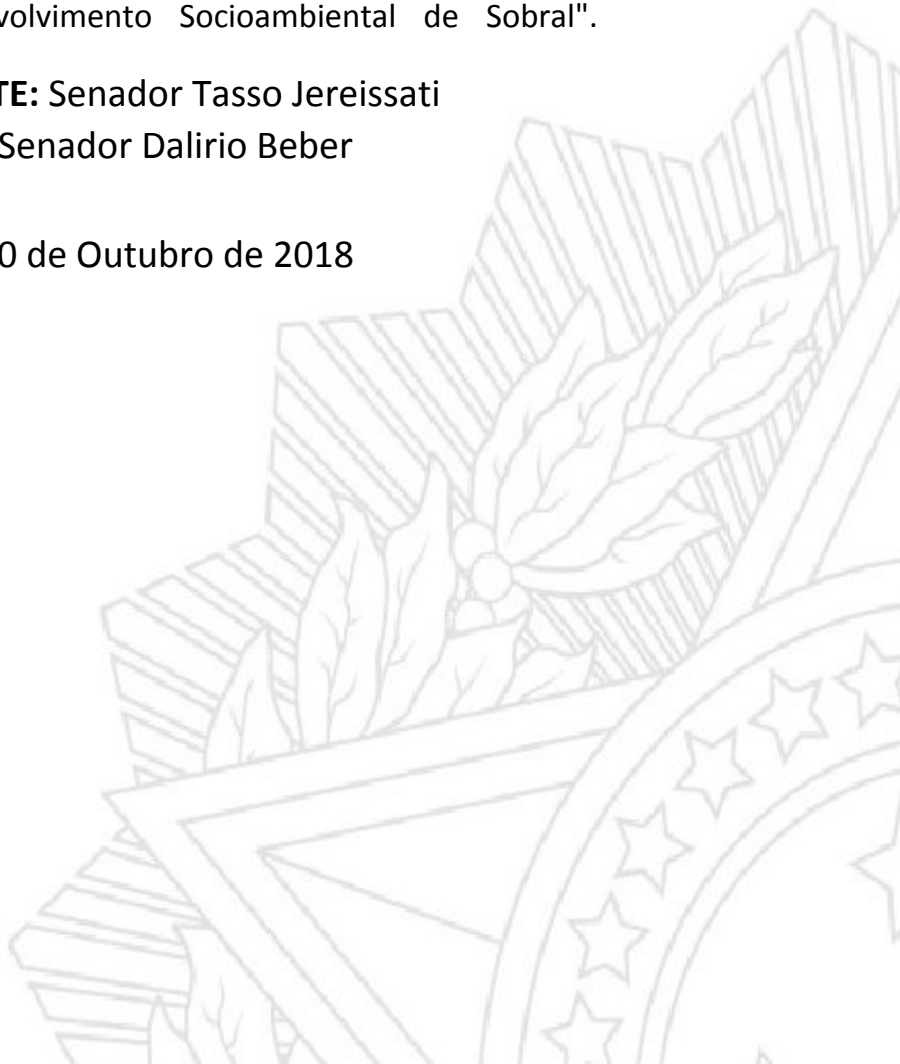 volvimento Socioambiental de Sobral".
TE: Senador Tasso Jereissati
Senador Dalirio Beber
0 de Outubro de 2018